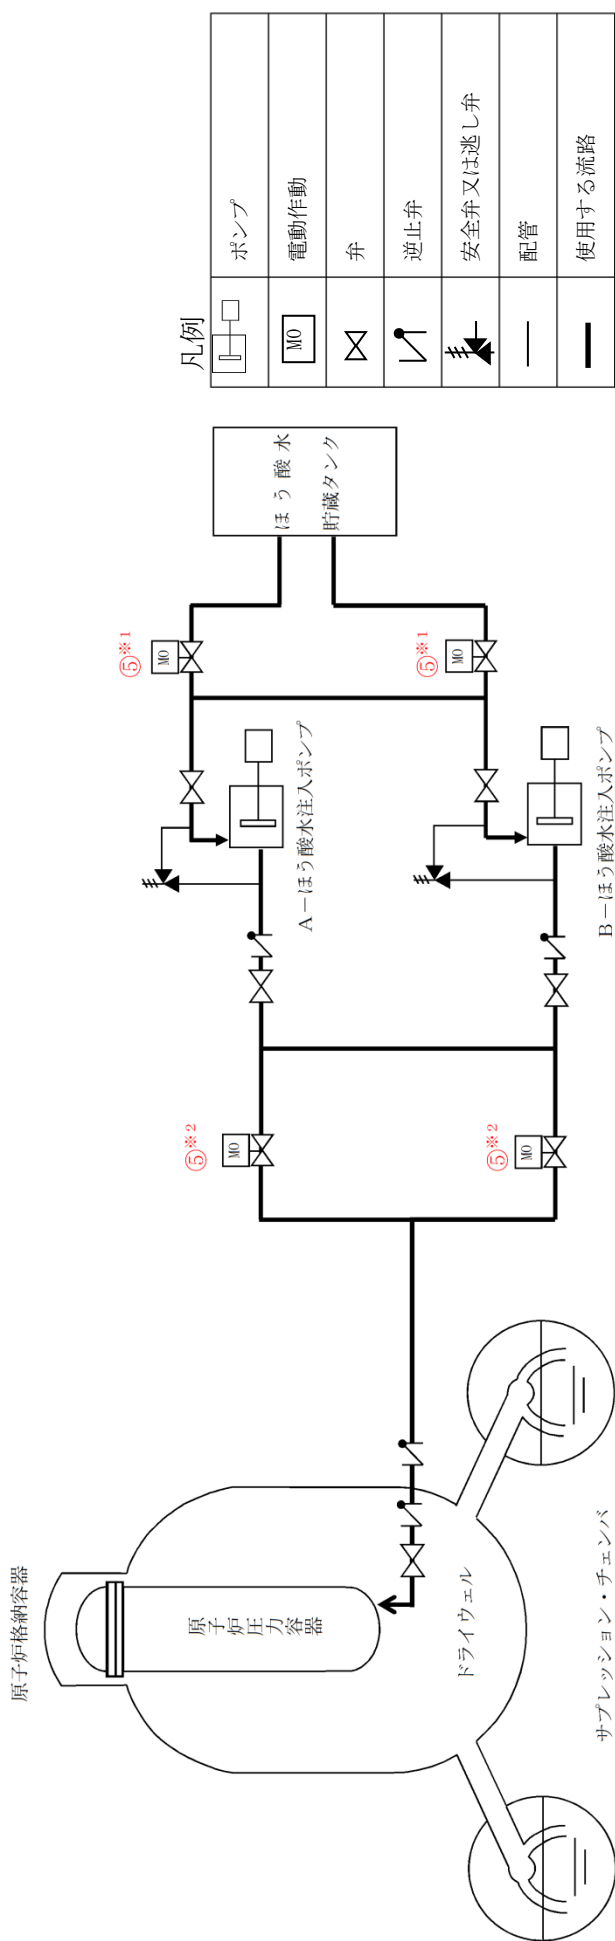 原子炉格納容器
原子炉
圧力容器
ドライウェル
サプレッション・チェンバ
⑤※2
MO
⑤※2
MO
A－ほう酸水注入ポンプ
B－ほう酸水注入ポンプ
⑤※1
MO
⑤※1
MO
ほう酸水
貯蔵タンク
凡例
ポンプ
MO
電動作動
弁
逆止弁
安全弁又は逃し弁
配管
使用する流路